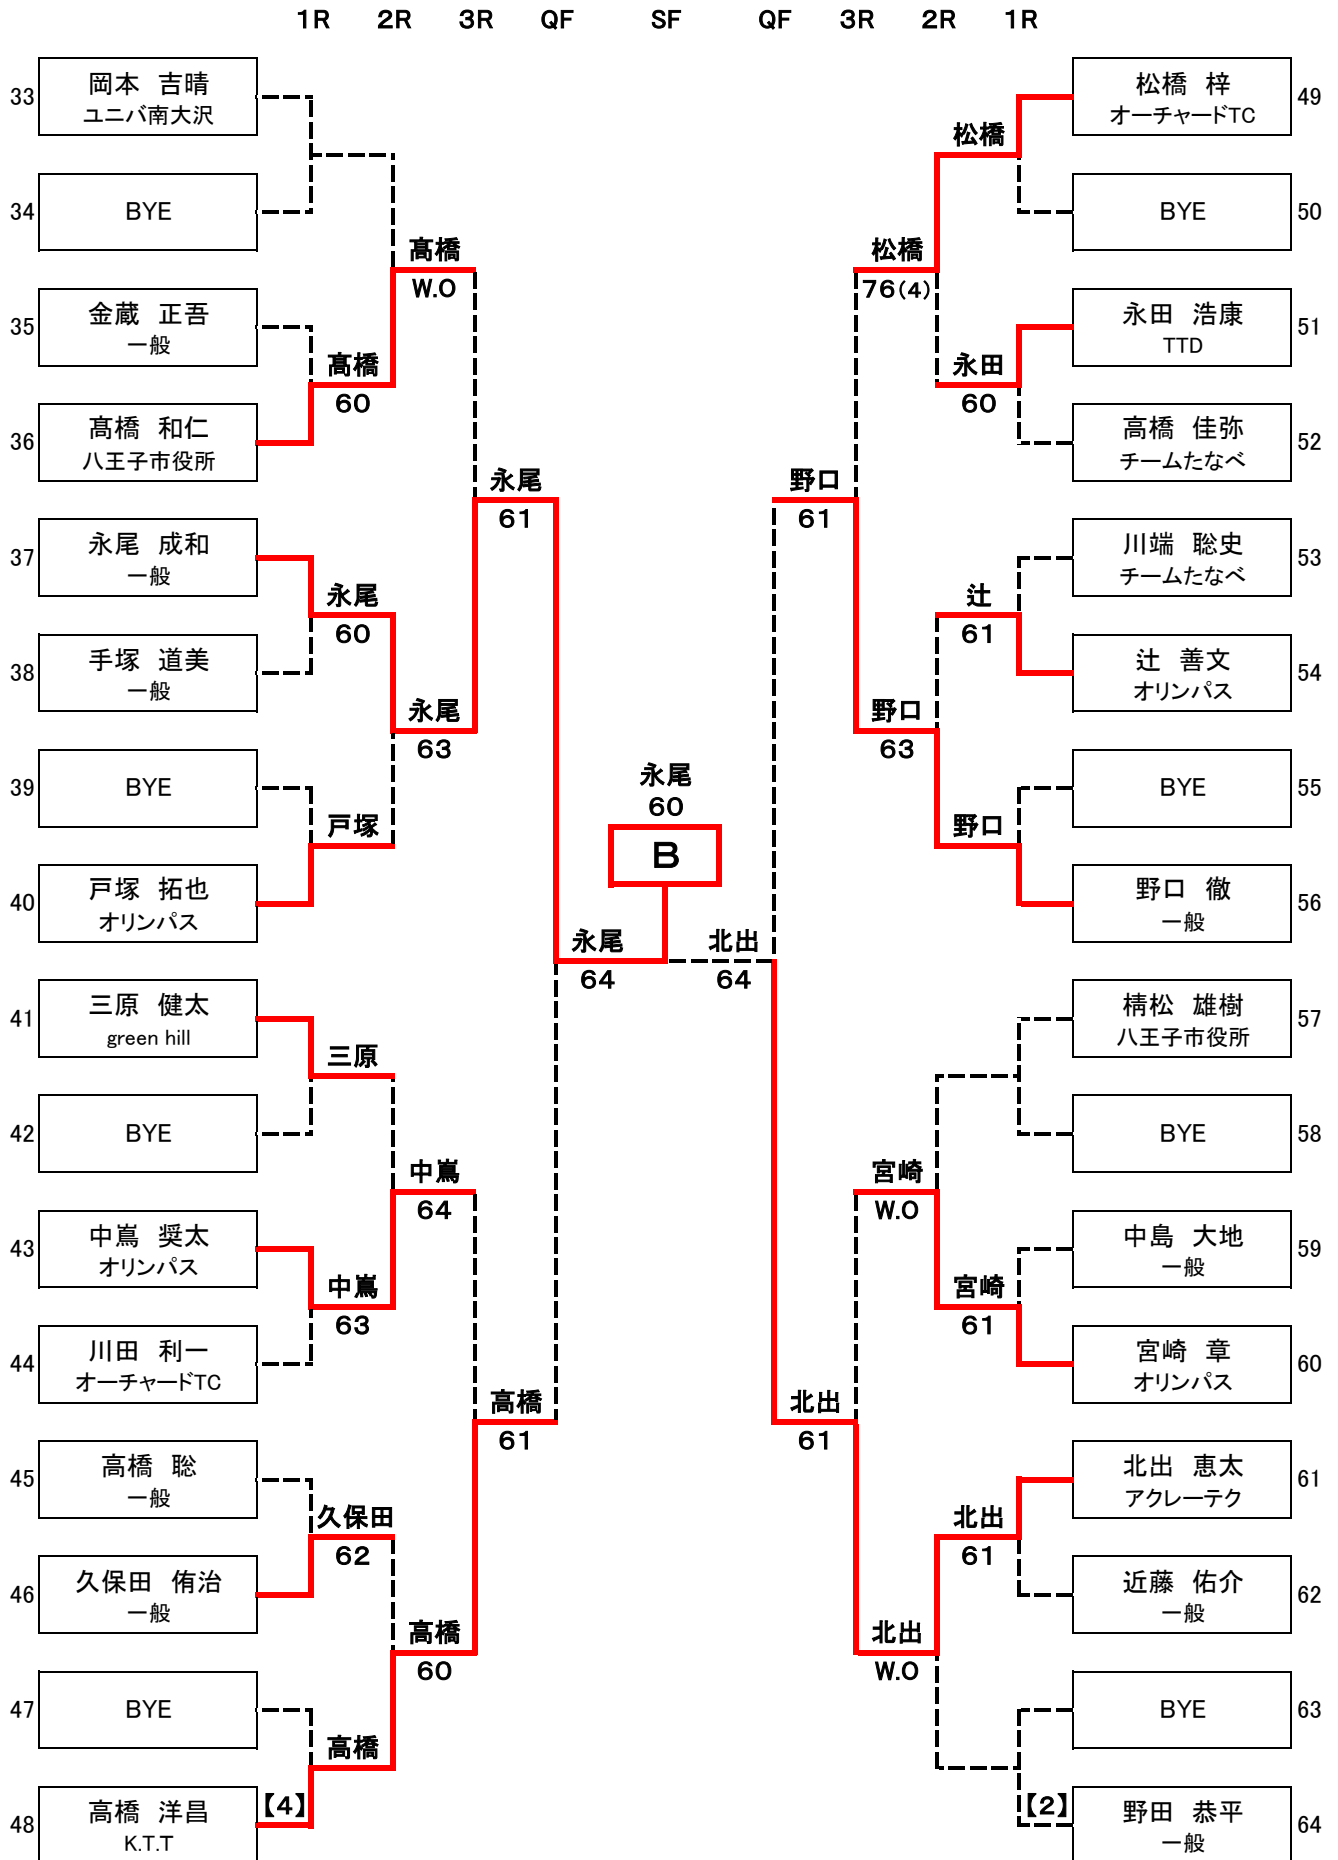 1R 2R 3R QF SF QF 3R 2R 1R
33 岡本 吉晴
ユニバ南大沢
34 BYE
35 金蔵 正吾
一般
36 髙橋 和仁
八王子市役所
37 永尾 成和
一般
38 手塚 道美
一般
39 BYE
40 戸塚 拓也
オリンパス
41 三原 健太
green hill
42 BYE
43 中嶌 奨太
オリンパス
44 川田 利一
オーチャードTC
45 高橋 聡
一般
46 久保田 侑治
一般
47 BYE
48 高橋 洋昌
K.T.T
【4】
髙橋
60
永尾
60
戸塚
三原
中嶌
63
久保田
62
高橋
髙橋
W.O
永尾
63
中嶌
64
高橋
60
永尾
61
高橋
61
永尾
64
永尾
60
B
北出
64
野口
61
北出
61
松橋
76(4)
野口
63
宮崎
W.O
北出
W.O
松橋
永田
60
辻
61
野口
宮崎
61
北出
61
松橋 梓 49
オーチャードTC
BYE 50
永田 浩康 51
TTD
高橋 佳弥 52
チームたなべ
川端 聡史 53
チームたなべ
辻 善文 54
オリンパス
BYE 55
野口 徹 56
一般
棈松 雄樹 57
八王子市役所
BYE 58
中島 大地 59
一般
宮崎 章 60
オリンパス
北出 恵太 61
アクレーテク
近藤 佑介 62
一般
BYE 63
【2】
野田 恭平 64
一般